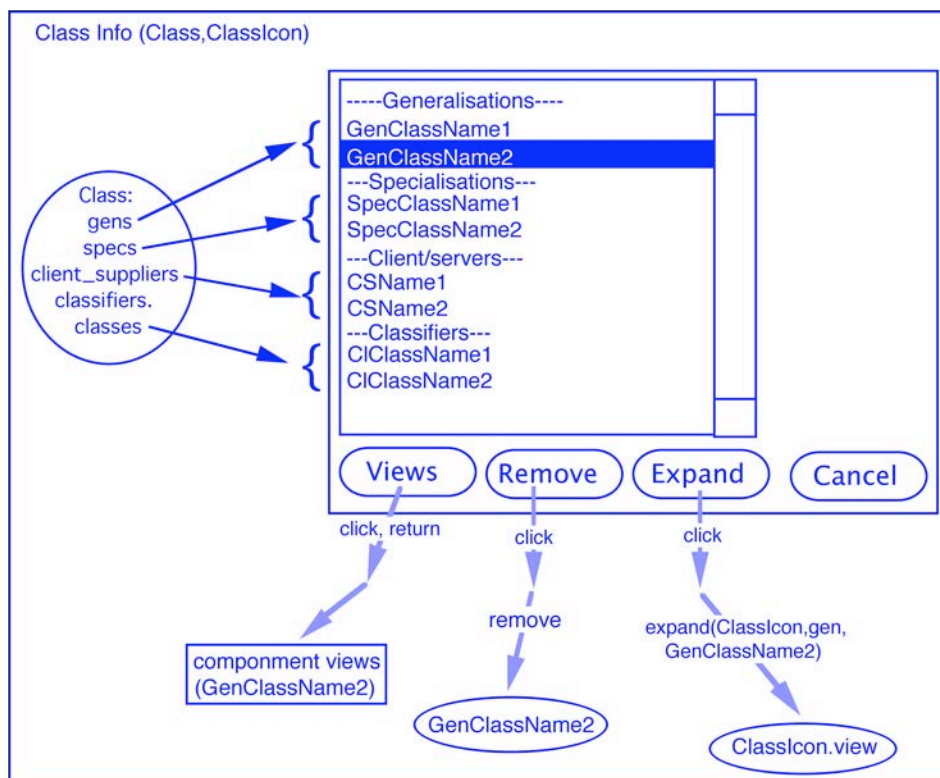 Class Info (Class,ClassIcon)
-----Generalisations----
GenClassName1
GenClassName2
---Specialisations---
SpecClassName1
SpecClassName2
---Client/servers---
CSName1
CSName2
---Classifiers---
ClClassName1
ClClassName2
Class:
gens
specs
client_suppliers
classifiers.
classes
{
{
{
{
Views
Remove
Expand
Cancel
click, return
click
click
remove
expand(ClassIcon,gen,
GenClassName2)
componment views
(GenClassName2)
GenClassName2
ClassIcon.view